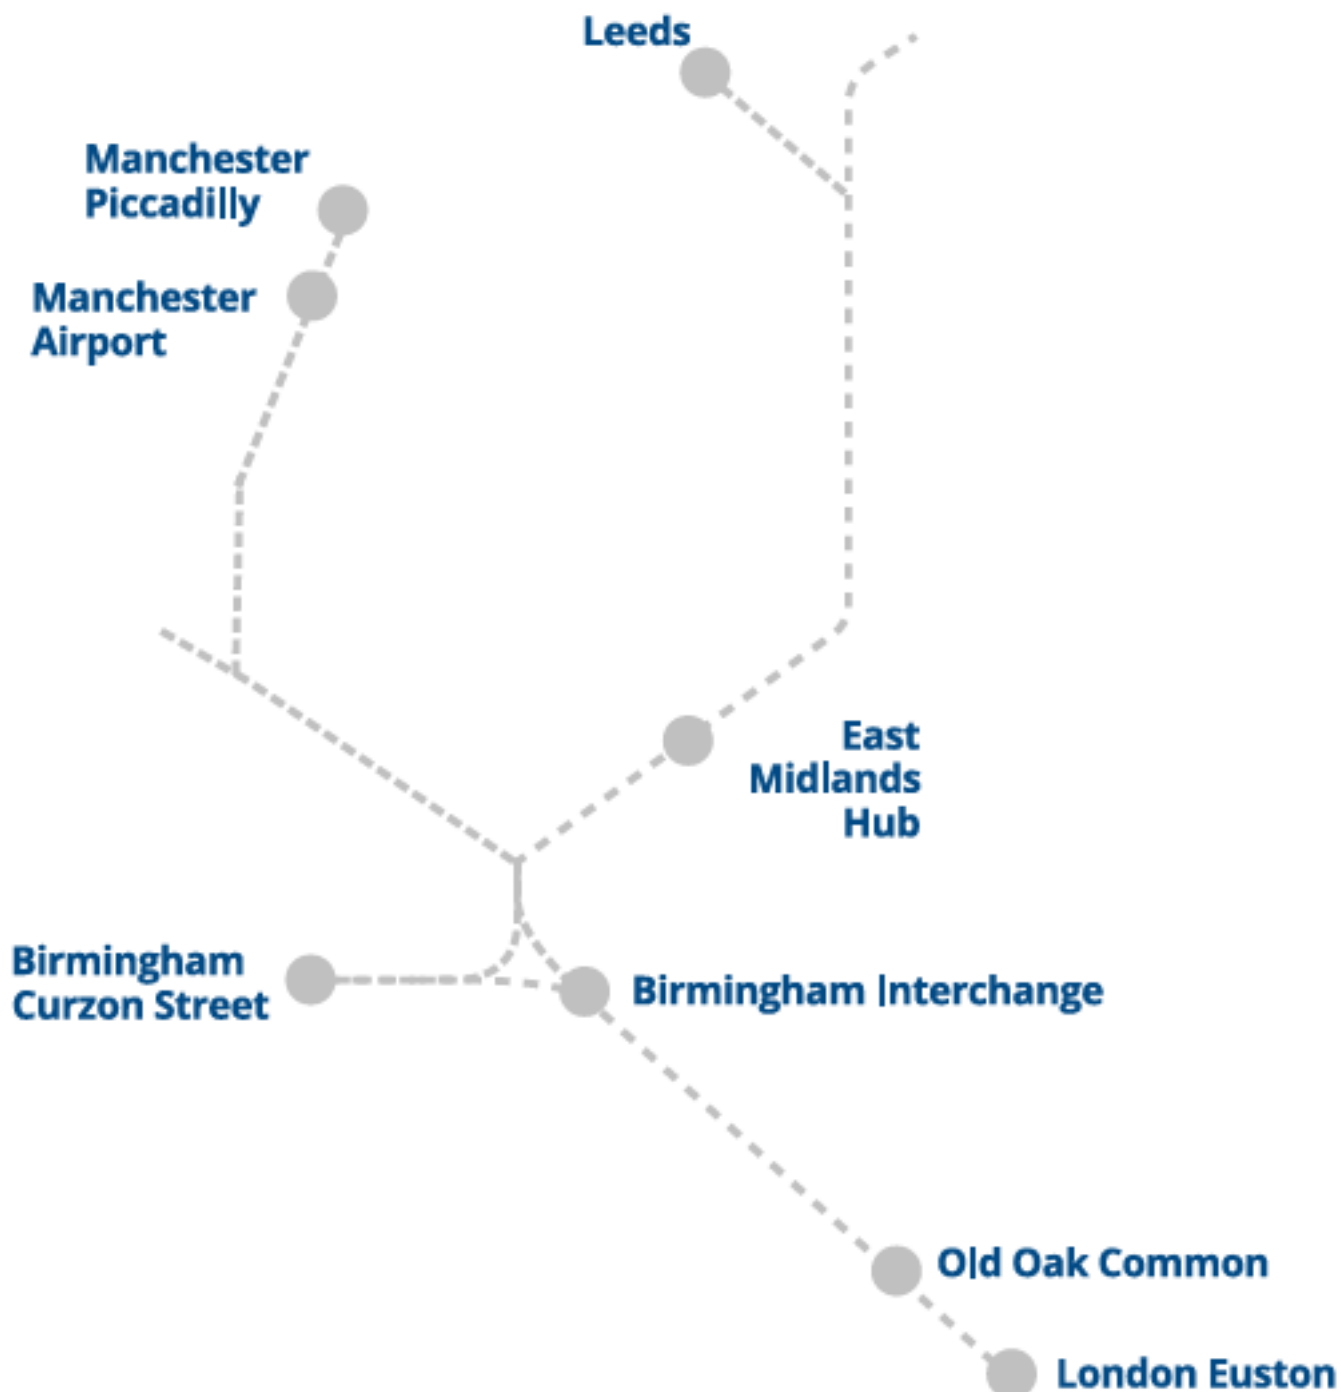 Leeds
Manchester
Piccadilly
Manchester
Airport
East
Midlands
Hub
Birmingham
Curzon Street
Birmingham Interchange
Old Oak Common
London Euston